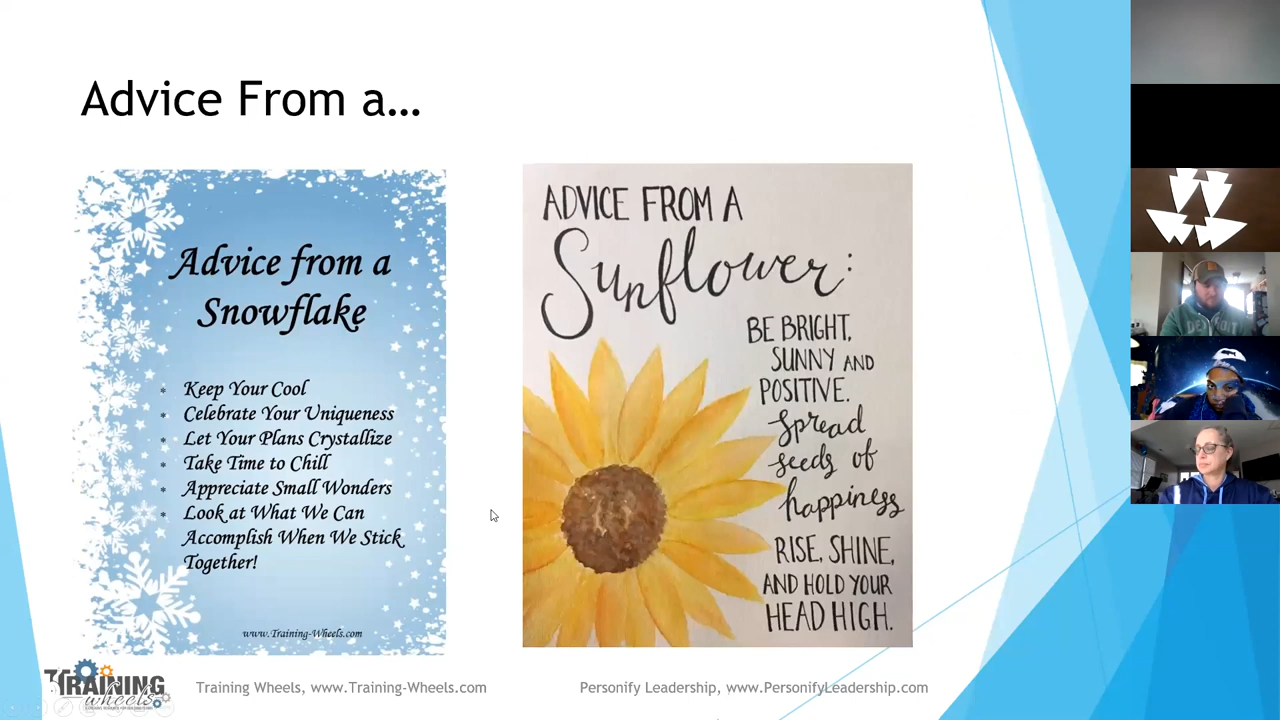 Advice From a…
Advice from a
Snowflake
* Keep Your Cool
* Celebrate Your Uniqueness
* Let Your Plans Crystallize
* Take Time to Chill
* Appreciate Small Wonders
* Look at What We Can
Accomplish When We Stick
Together!
www.Training-Wheels.com
ADVICE FROM A
Sunflower:
BE BRIGHT,
SUNNY AND
POSITIVE.
Spread
seeds of
happiness
RISE, SHINE,
AND HOLD YOUR
HEAD HIGH.
DETROIT
TRAINING
wheels
Training Wheels, www.Training-Wheels.com
Personify Leadership, www.PersonifyLeadership.com